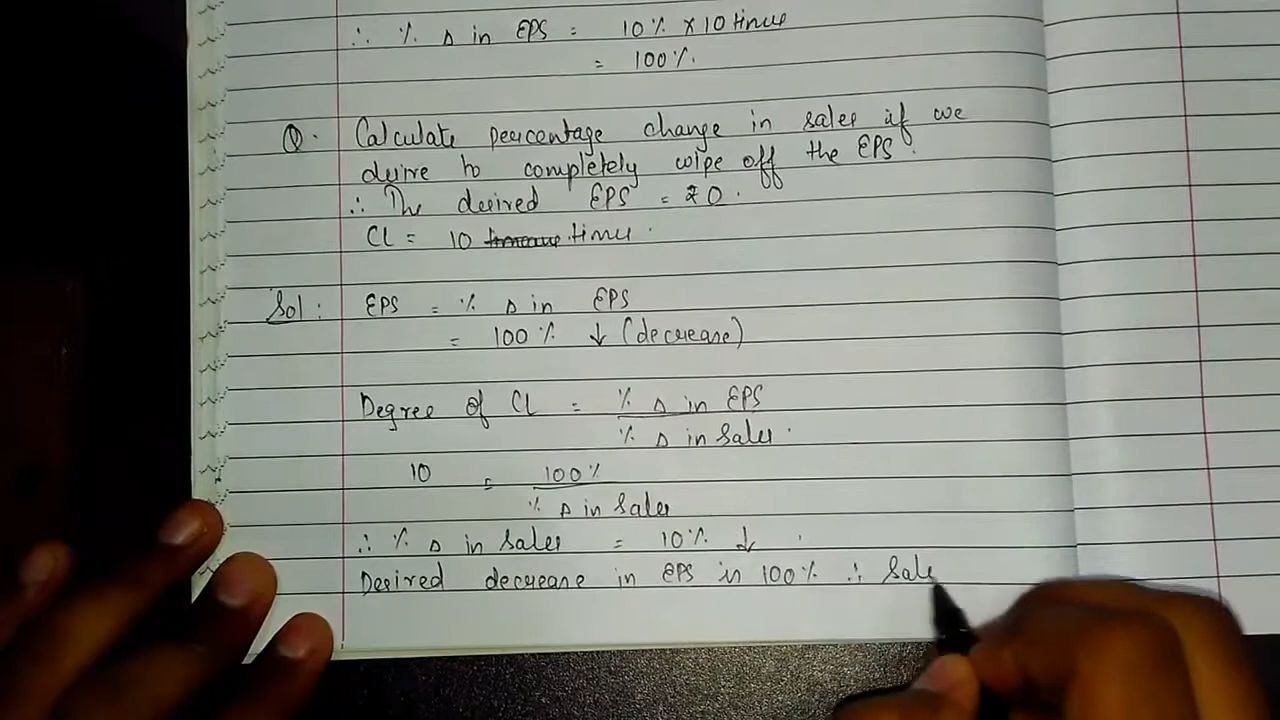 ∴ % Δ in EPS = 10% × 10 times
= 100%.
Q. Calculate percentage change in sales if we
desire to completely wipe off the EPS.
∴ The desired EPS = ₹0.
CL = 10 times.
Sol: EPS = % Δ in EPS
= 100% ↓ (decrease)
Degree of CL = % Δ in EPS
% Δ in Sales.
10 = 100%
% Δ in Sales
∴ % Δ in Sales = 10% ↓
Desired decrease in EPS is 100% ∴ Sale